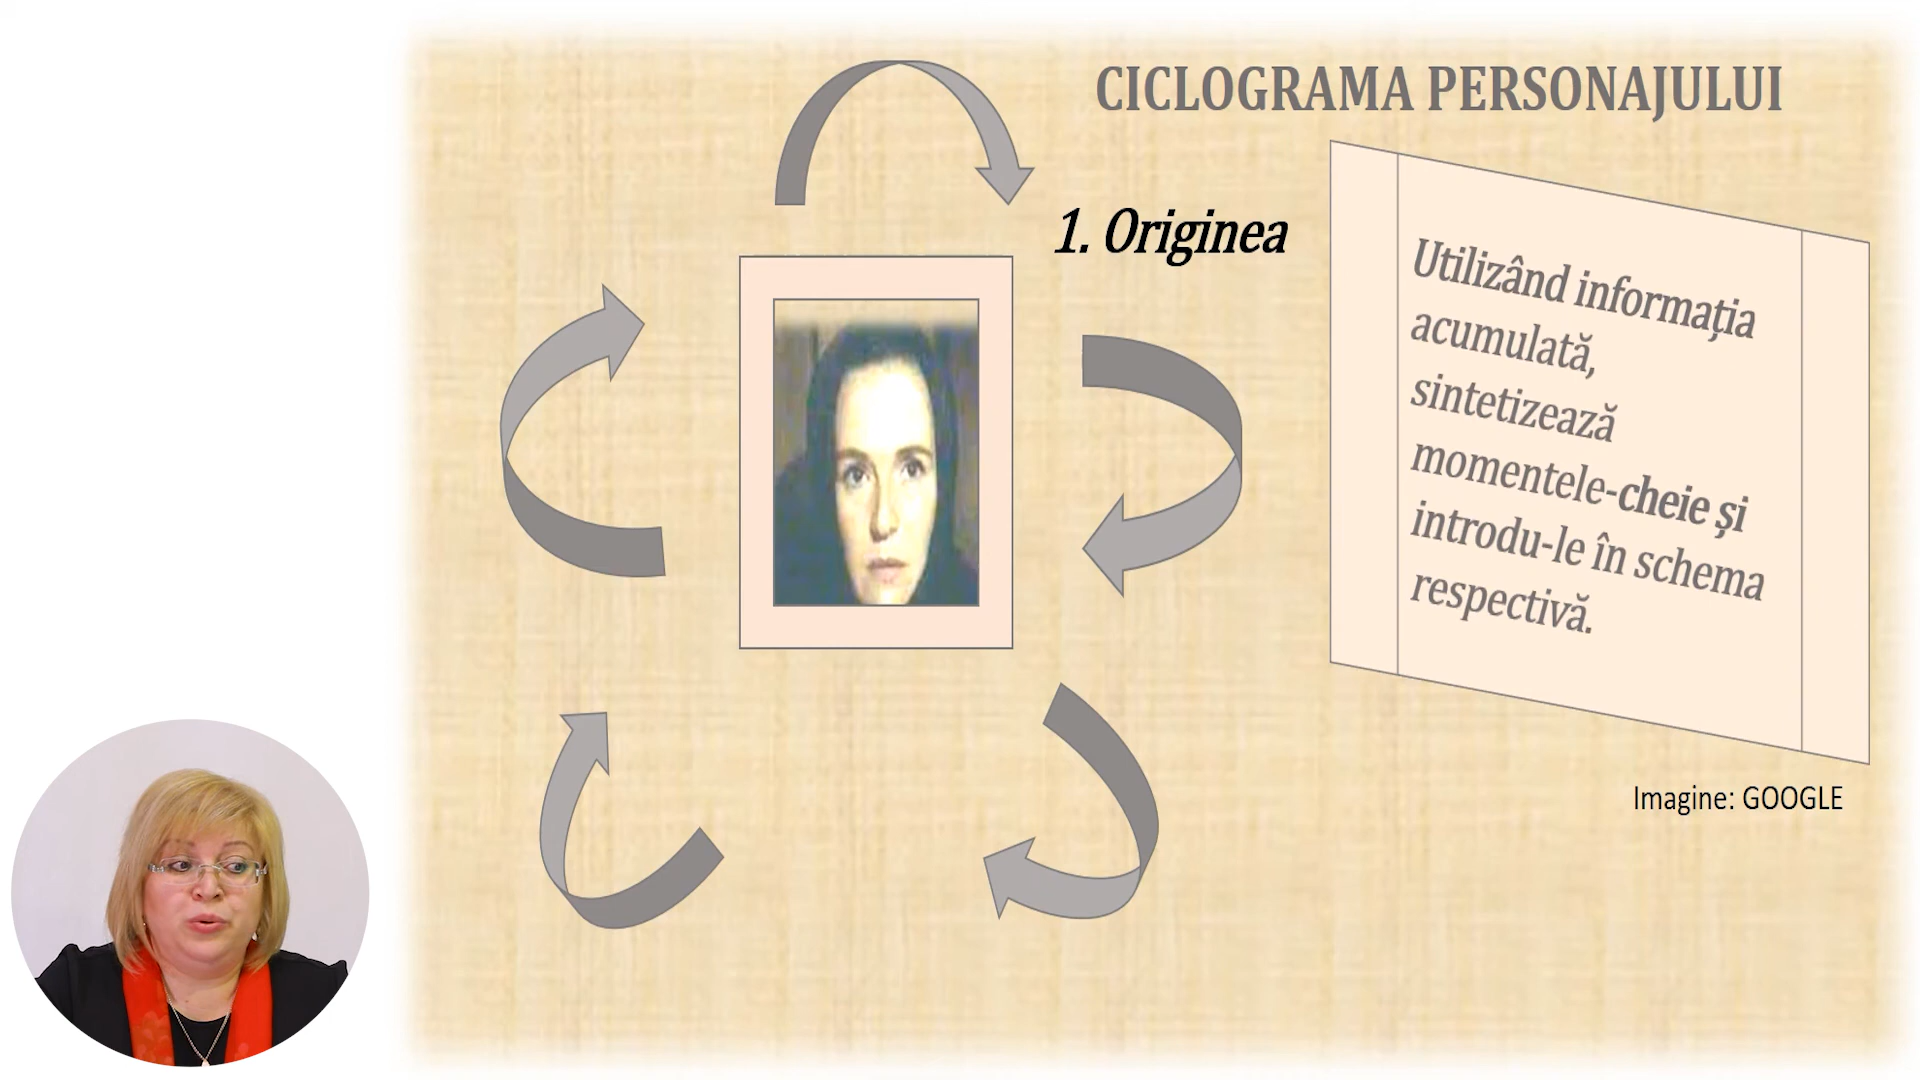 CICLOGRAMA PERSONAJULUI
1. Originea
Utilizând informația
acumulată,
sintetizează
momentele-cheie și
introdu-le în schema
respectivă.
Imagine: GOOGLE